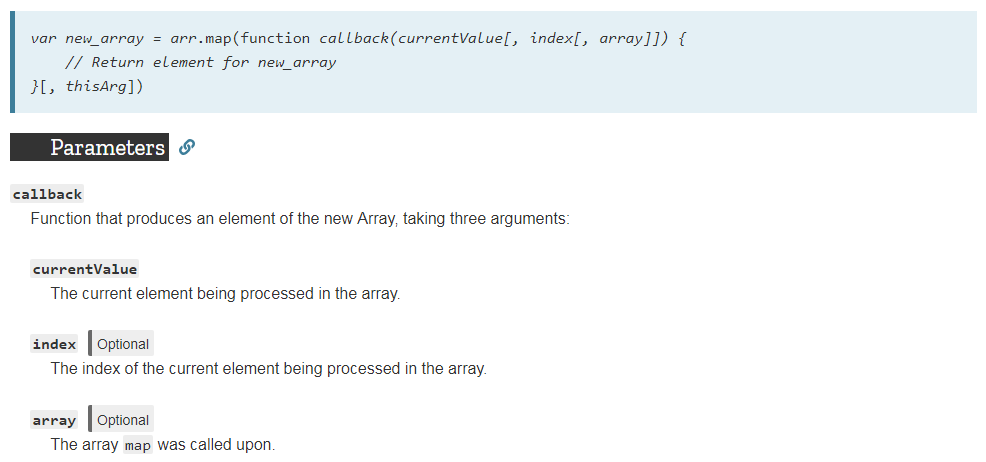 var new_array = arr.map(function callback(currentValue[, index[, array]]) {
    // Return element for new_array
}[, thisArg])
Parameters
callback
Function that produces an element of the new Array, taking three arguments:
currentValue
The current element being processed in the array.
index Optional
The index of the current element being processed in the array.
array Optional
The array map was called upon.